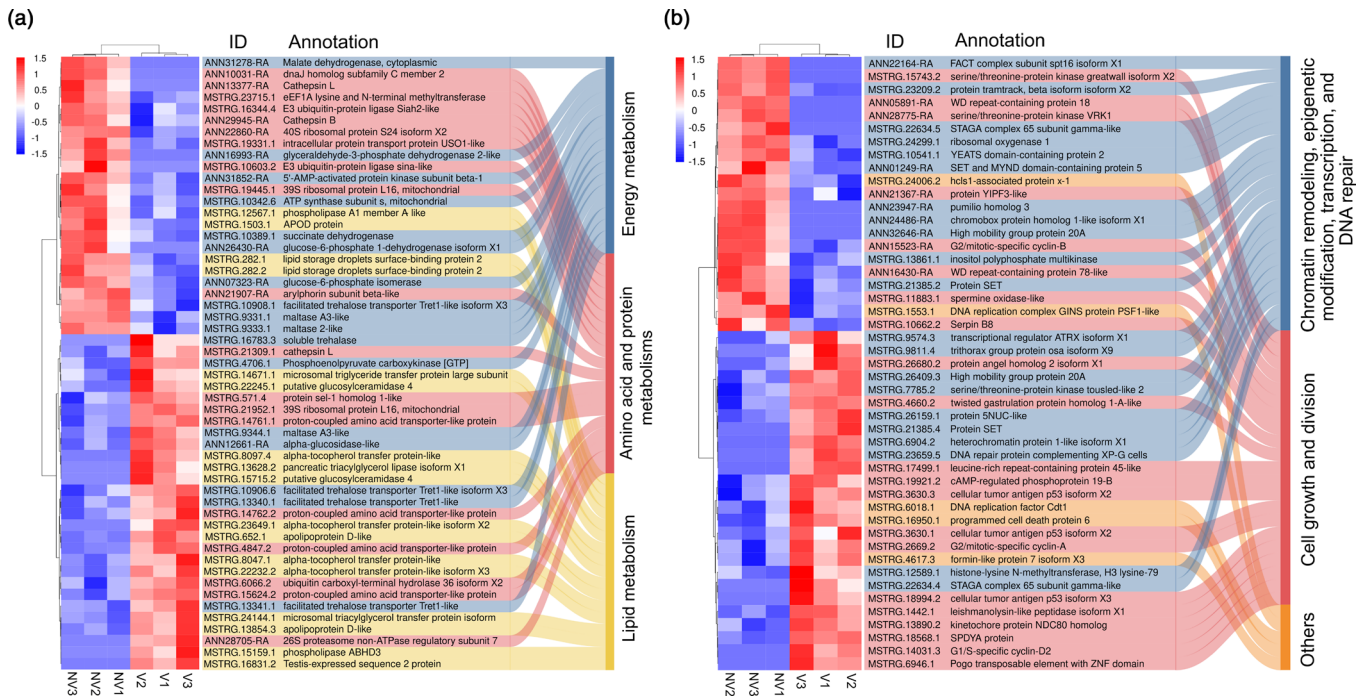 (a)
ID Annotation
1.5
1
0.5
0
-0.5
-1
-1.5
ANN31278-RA Malate dehydrogenase, cytoplasmic
ANN10031-RA dnaJ homolog subfamily C member 2
ANN13377-RA Cathepsin L
MSTRG.23715.1 eEF1A lysine and N-terminal methyltransferase
MSTRG.16344.4 E3 ubiquitin-protein ligase Siah2-like
ANN29945-RA Cathepsin B
ANN22860-RA 40S ribosomal protein S24 isoform X2
MSTRG.19331.1 intracellular protein transport protein USO1-like
ANN16993-RA glyceraldehyde-3-phosphate dehydrogenase 2-like
MSTRG.10603.2 E3 ubiquitin-protein ligase sina-like
ANN31852-RA 5'-AMP-activated protein kinase subunit beta-1
MSTRG.19445.1 39S ribosomal protein L16, mitochondrial
MSTRG.10342.6 ATP synthase subunit s, mitochondrial
MSTRG.12567.1 phospholipase A1 member A like
MSTRG.1503.1 APOD protein
MSTRG.10389.1 succinate dehydrogenase
ANN26430-RA glucose-6-phosphate 1-dehydrogenase isoform X1
MSTRG.282.1 lipid storage droplets surface-binding protein 2
MSTRG.282.2 lipid storage droplets surface-binding protein 2
ANN07323-RA glucose-6-phosphate isomerase
ANN21907-RA arylphorin subunit beta-like
MSTRG.10908.1 facilitated trehalose transporter Tret1-like isoform X3
MSTRG.9331.1 maltase A3-like
MSTRG.9333.1 maltase 2-like
MSTRG.16783.3 soluble trehalase
MSTRG.21309.1 cathepsin L
MSTRG.4706.1 Phosphoenolpyruvate carboxykinase [GTP]
MSTRG.14671.1 microsomal triglyceride transfer protein large subunit
MSTRG.22245.1 putative glucosylceramidase 4
MSTRG.571.4 protein sel-1 homolog 1-like
MSTRG.21952.1 39S ribosomal protein L16, mitochondrial
MSTRG.14761.1 proton-coupled amino acid transporter-like protein
MSTRG.9344.1 maltase A3-like
ANN12661-RA alpha-glucosidase-like
MSTRG.8097.4 alpha-tocopherol transfer protein-like
MSTRG.13628.2 pancreatic triacylglycerol lipase isoform X1
MSTRG.15715.2 putative glucosylceramidase 4
MSTRG.10906.6 facilitated trehalose transporter Tret1-like isoform X3
MSTRG.13340.1 facilitated trehalose transporter Tret1-like
MSTRG.14762.2 proton-coupled amino acid transporter-like protein
MSTRG.23649.1 alpha-tocopherol transfer protein-like isoform X2
MSTRG.652.1 apolipoprotein D-like
MSTRG.4847.2 proton-coupled amino acid transporter-like protein
MSTRG.8047.1 alpha-tocopherol transfer protein-like
MSTRG.22232.2 alpha-tocopherol transfer protein-like isoform X3
MSTRG.6066.2 ubiquitin carboxyl-terminal hydrolase 36 isoform X2
MSTRG.15624.2 proton-coupled amino acid transporter-like protein
MSTRG.13341.1 facilitated trehalose transporter Tret1-like
MSTRG.24144.1 microsomal triacylglycerol transfer protein isoform
MSTRG.13854.3 apolipoprotein D-like
ANN28705-RA 26S proteasome non-ATPase regulatory subunit 7
MSTRG.15159.1 phospholipase ABHD3
MSTRG.16831.2 Testis-expressed sequence 2 protein
NV3 NV2 NV1 V2 V1 V3
Energy metabolism
Amino acid and protein
metabolisms
Lipid metabolism
(b)
ID Annotation
1.5
1
0.5
0
-0.5
-1
-1.5
ANN22164-RA FACT complex subunit spt16 isoform X1
MSTRG.15743.2 serine/threonine-protein kinase greatwall isoform X2
MSTRG.23209.2 protein tramtrack, beta isoform isoform X2
ANN05891-RA WD repeat-containing protein 18
ANN28775-RA serine/threonine-protein kinase VRK1
MSTRG.22634.5 STAGA complex 65 subunit gamma-like
MSTRG.24299.1 ribosomal oxygenase 1
MSTRG.10541.1 YEATS domain-containing protein 2
ANN01249-RA SET and MYND domain-containing protein 5
MSTRG.24006.2 hcls1-associated protein x-1
ANN21367-RA protein YIPF3-like
ANN23947-RA pumilio homolog 3
ANN24486-RA chromobox protein homolog 1-like isoform X1
ANN32646-RA High mobility group protein 20A
ANN15523-RA G2/mitotic-specific cyclin-B
MSTRG.13861.1 inositol polyphosphate multikinase
ANN16430-RA WD repeat-containing protein 78-like
MSTRG.21385.2 Protein SET
MSTRG.11883.1 spermine oxidase-like
MSTRG.1553.1 DNA replication complex GINS protein PSF1-like
MSTRG.10662.2 Serpin B8
MSTRG.9574.3 transcriptional regulator ATRX isoform X1
MSTRG.9811.4 trithorax group protein osa isoform X9
MSTRG.26680.2 protein angel homolog 2 isoform X1
MSTRG.26409.3 High mobility group protein 20A
MSTRG.7785.2 serine/threonine-protein kinase tousled-like 2
MSTRG.4660.2 twisted gastrulation protein homolog 1-A-like
MSTRG.26159.1 protein 5NUC-like
MSTRG.21385.4 Protein SET
MSTRG.6904.2 heterochromatin protein 1-like isoform X1
MSTRG.23659.5 DNA repair protein complementing XP-G cells
MSTRG.17499.1 leucine-rich repeat-containing protein 45-like
MSTRG.19921.2 cAMP-regulated phosphoprotein 19-B
MSTRG.3630.3 cellular tumor antigen p53 isoform X2
MSTRG.6018.1 DNA replication factor Cdt1
MSTRG.16950.1 programmed cell death protein 6
MSTRG.3630.1 cellular tumor antigen p53 isoform X2
MSTRG.2669.2 G2/mitotic-specific cyclin-A
MSTRG.4617.3 formin-like protein 7 isoform X3
MSTRG.12589.1 histone-lysine N-methyltransferase, H3 lysine-79
MSTRG.22634.4 STAGA complex 65 subunit gamma-like
MSTRG.18994.2 cellular tumor antigen p53 isoform X3
MSTRG.1442.1 leishmanolysin-like peptidase isoform X1
MSTRG.13890.2 kinetochore protein NDC80 homolog
MSTRG.18568.1 SPDYA protein
MSTRG.14031.3 G1/S-specific cyclin-D2
MSTRG.6946.1 Pogo transposable element with ZNF domain
NV2 NV3 NV1 V3 V1 V2
Chromatin remodeling, epigenetic
modification, transcription, and
DNA repair
Cell growth and division
Others